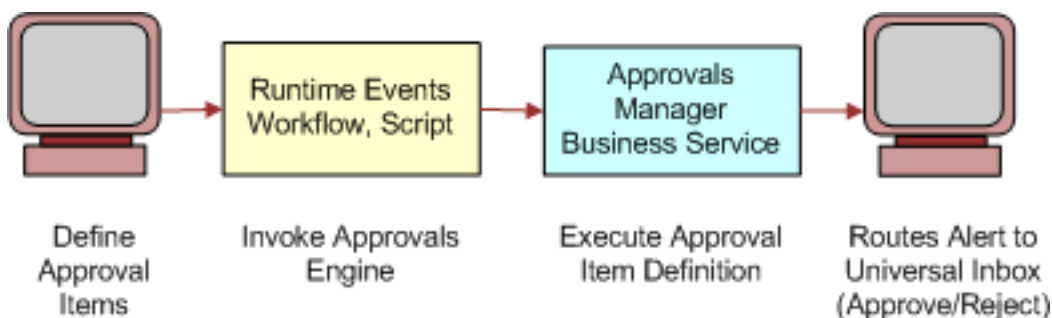 Runtime Events
Workflow, Script
Approvals
Manager
Business Service
Define
Approval
Items
Invoke Approvals
Engine
Execute Approval
Item Definition
Routes Alert to
Universal Inbox
(Approve/Reject)